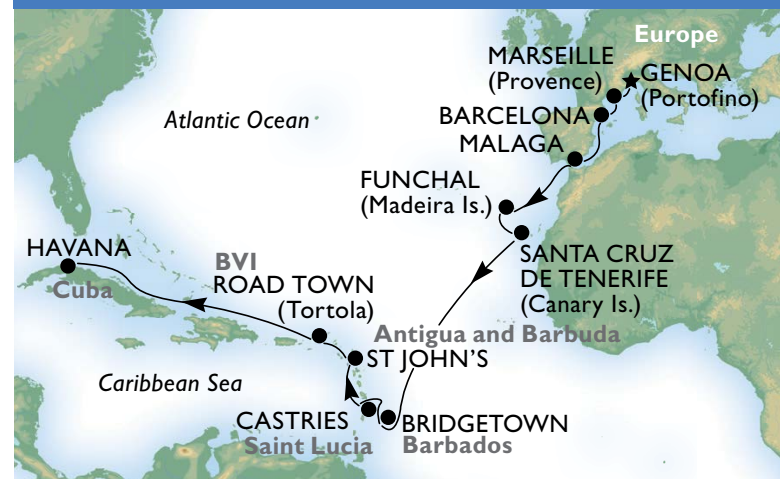 Europe
MARSEILLE
(Provence)
GENOA
(Portofino)
BARCELONA
MALAGA
Atlantic Ocean
FUNCHAL
(Madeira Is.)
SANTA CRUZ
DE TENERIFE
(Canary Is.)
HAVANA
Cuba
BVI
ROAD TOWN
(Tortola)
Antigua and Barbuda
ST JOHN'S
Caribbean Sea
CASTRIES
Saint Lucia
BRIDGETOWN
Barbados